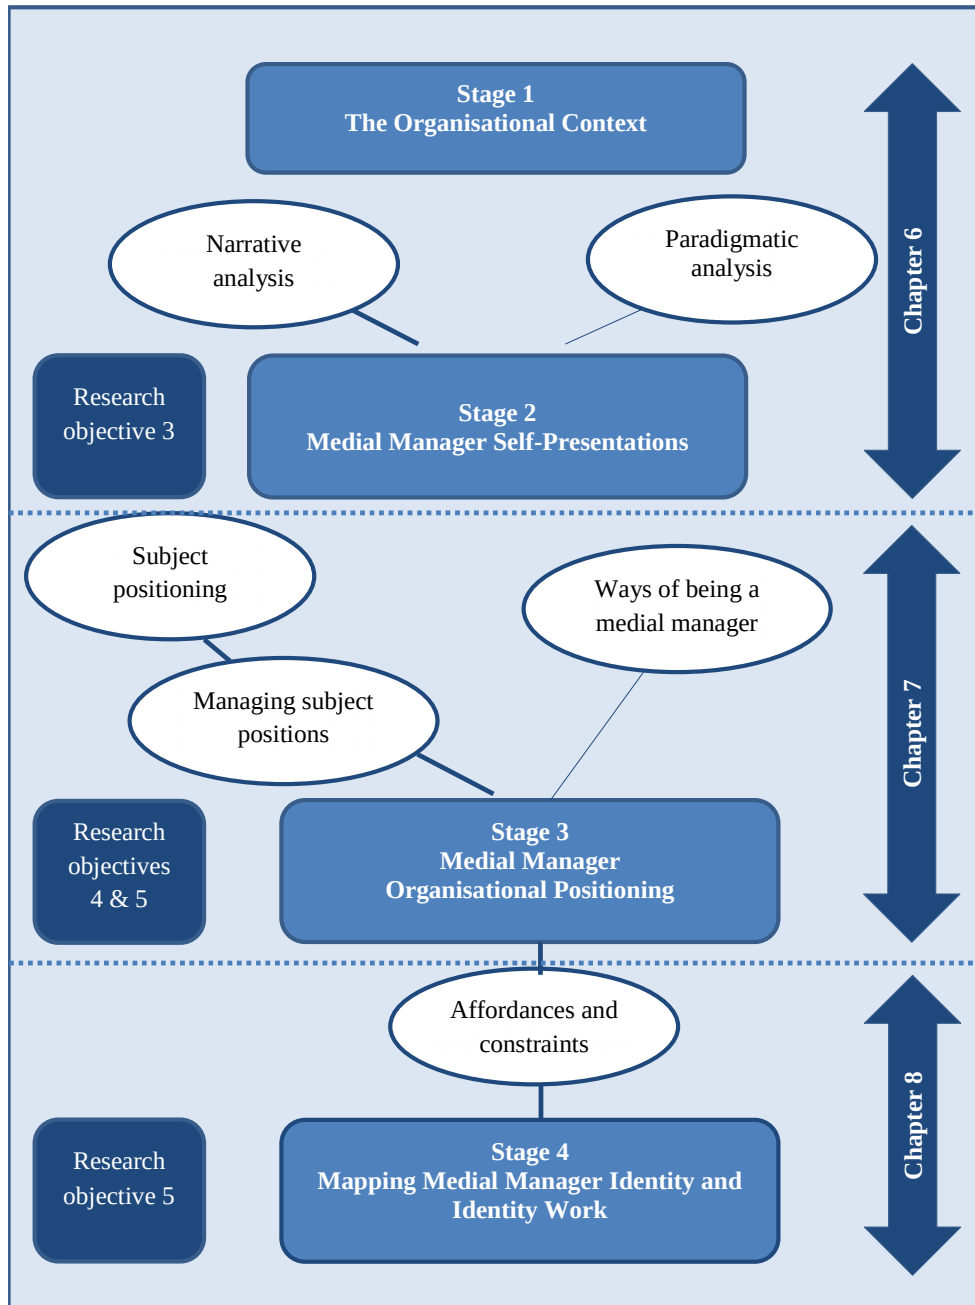 Stage 1
The Organisational Context
Narrative
analysis
Paradigmatic
analysis
Chapter 6
Research
objective 3
Stage 2
Medial Manager Self-Presentations
Subject
positioning
Ways of being a
medial manager
Managing subject
positions
Chapter 7
Research
objectives
4 & 5
Stage 3
Medial Manager
Organisational Positioning
Affordances and
constraints
Chapter 8
Research
objective 5
Stage 4
Mapping Medial Manager Identity and
Identity Work